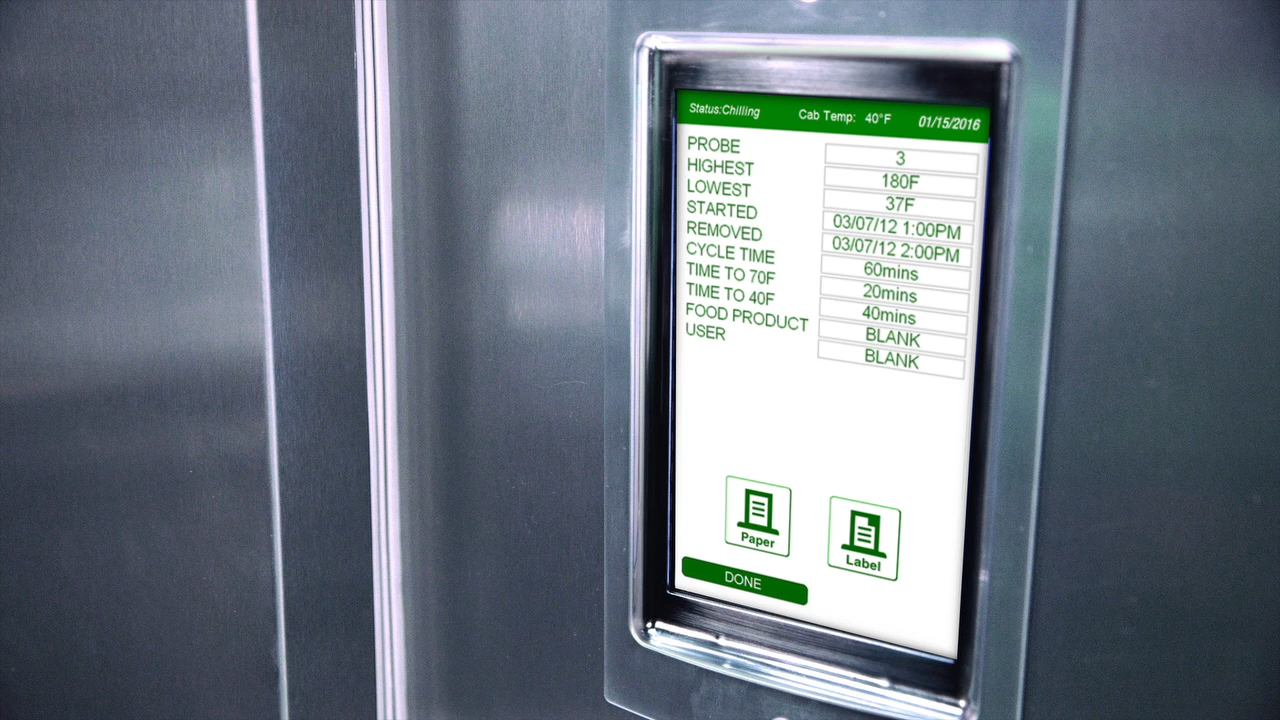 Status:Chilling Cab Temp: 40°F 01/15/2016
PROBE 3
HIGHEST 180F
LOWEST 37F
STARTED 03/07/12 1:00PM
REMOVED 03/07/12 2:00PM
CYCLE TIME 60mins
TIME TO 70F 20mins
TIME TO 40F 40mins
FOOD PRODUCT BLANK
USER BLANK
Paper Label
DONE